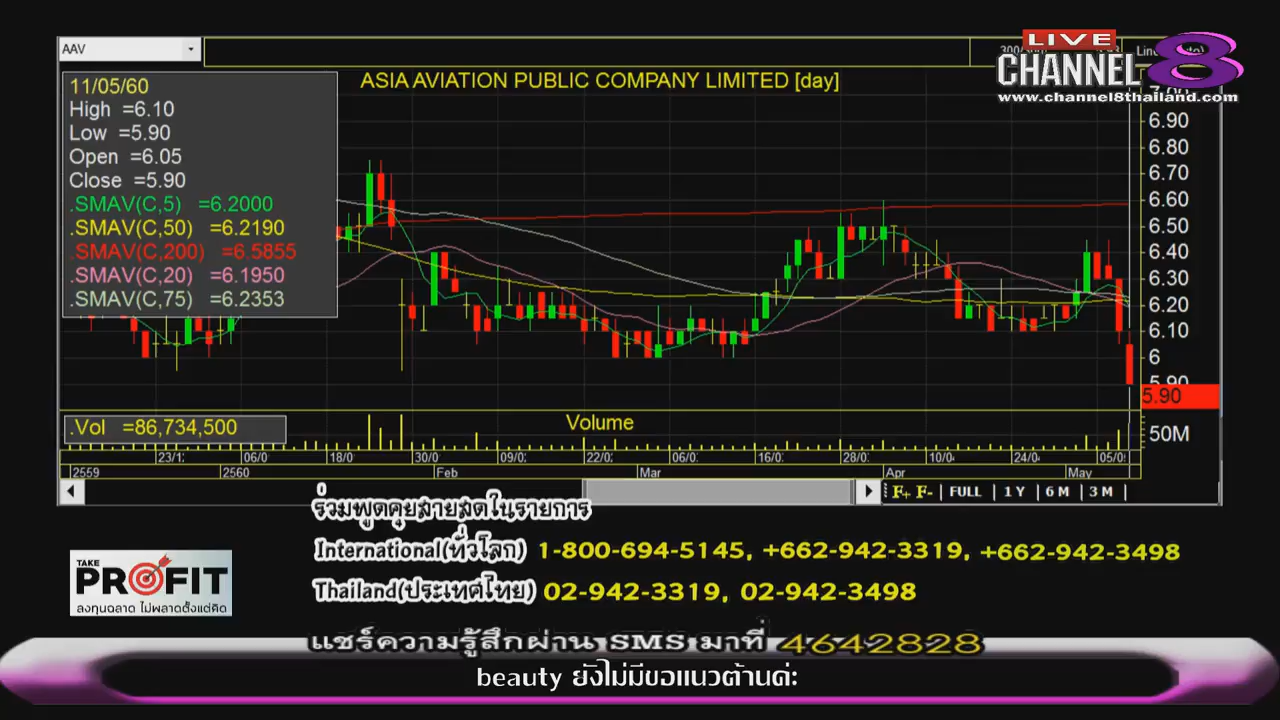 AAV
LIVE
CHANNEL 8
www.channel8thailand.com
ASIA AVIATION PUBLIC COMPANY LIMITED [day]
11/05/60
High =6.10
Low =5.90
Open =6.05
Close =5.90
.SMAV(C,5) =6.2000
.SMAV(C,50) =6.2190
.SMAV(C,200) =6.5855
.SMAV(C,20) =6.1950
.SMAV(C,75) =6.2353
6.90
6.80
6.70
6.60
6.50
6.40
6.30
6.20
6.10
6
5.90
5.90
.Vol =86,734,500
Volume
50M
23/1: 06/0 18/0 30/0 09/0: 22/0: 06/0: 16/0: 28/0: 10/0 24/0 05/0
2559 2560 Feb Mar Apr May
F+ F- FULL 1 Y 6 M 3 M
ร่วมพูดคุยสายสดในรายการ
International(ทั่วโลก) 1-800-694-5145, +662-942-3319, +662-942-3498
Thailand(ประเทศไทย) 02-942-3319, 02-942-3498
TAKE
PROFIT
ลงทุนฉลาด ไม่พลาดตั้งแต่คิด
แชร์ความรู้สึกผ่าน SMS มาที่ 4642828
beauty ยังไม่มีขอแนวต้านค่ะ